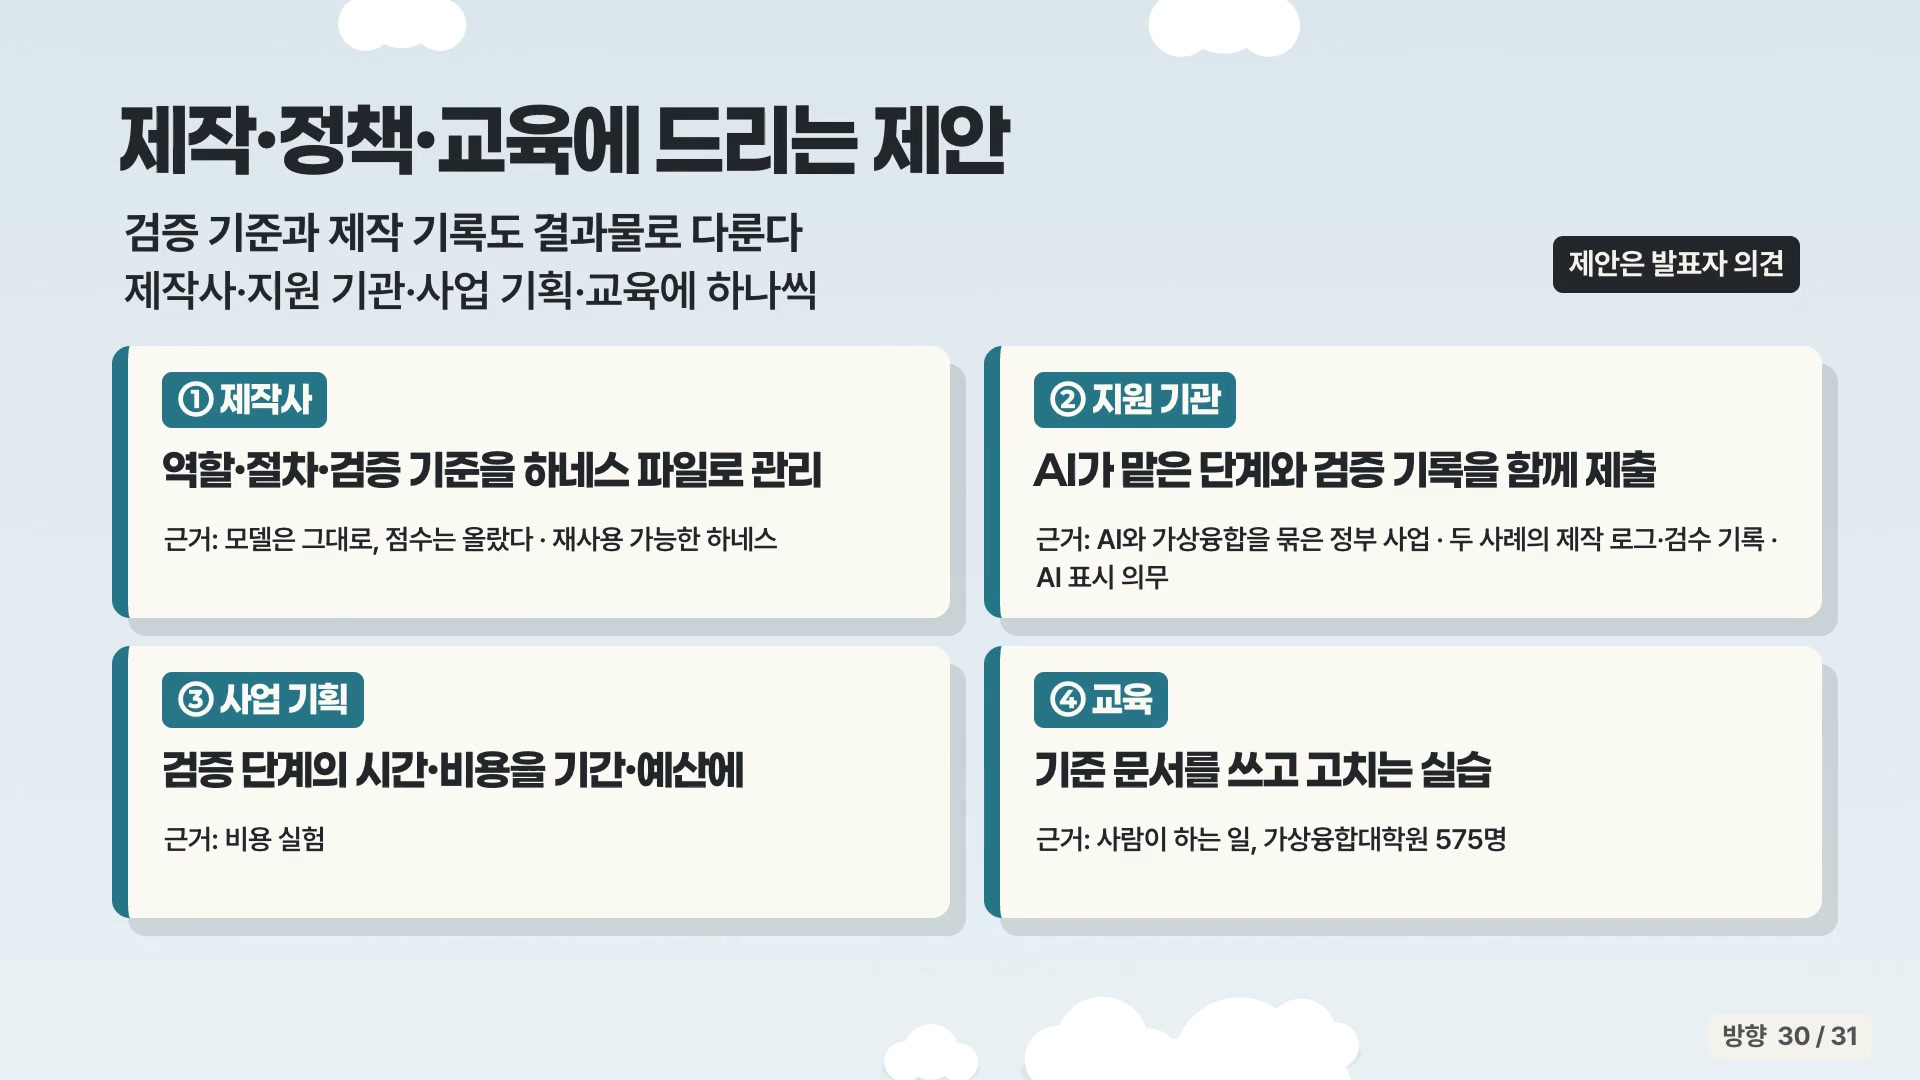 제작·정책·교육에 드리는 제안
검증 기준과 제작 기록도 결과물로 다룬다
제작사·지원 기관·사업 기획·교육에 하나씩
제안은 발표자 의견
① 제작사
역할·절차·검증 기준을 하네스 파일로 관리
근거: 모델은 그대로, 점수는 올랐다 · 재사용 가능한 하네스
② 지원 기관
AI가 맡은 단계와 검증 기록을 함께 제출
근거: AI와 가상융합을 묶은 정부 사업 · 두 사례의 제작 로그·검수 기록 ·
AI 표시 의무
③ 사업 기획
검증 단계의 시간·비용을 기간·예산에
근거: 비용 실험
④ 교육
기준 문서를 쓰고 고치는 실습
근거: 사람이 하는 일, 가상융합대학원 575명
방향 30 / 31